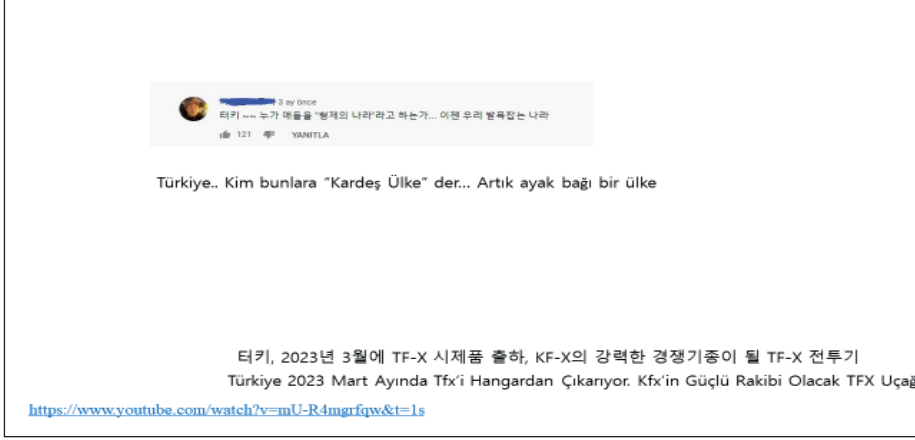 3 ay önce
터키 ~~ 누가 얘들을 "형제의 나라"라고 하는가... 이젠 우리 발목잡는 나라
121 YANITLA
Türkiye.. Kim bunlara "Kardeş Ülke" der... Artık ayak bağı bir ülke
터키, 2023년 3월에 TF-X 시제품 출하, KF-X의 강력한 경쟁기종이 될 TF-X 전투기
Türkiye 2023 Mart Ayında Tfx'i Hangardan Çıkarıyor. Kfx'in Güçlü Rakibi Olacak TFX Uçağ
https://www.youtube.com/watch?v=mU-R4mgrfqw&t=1s